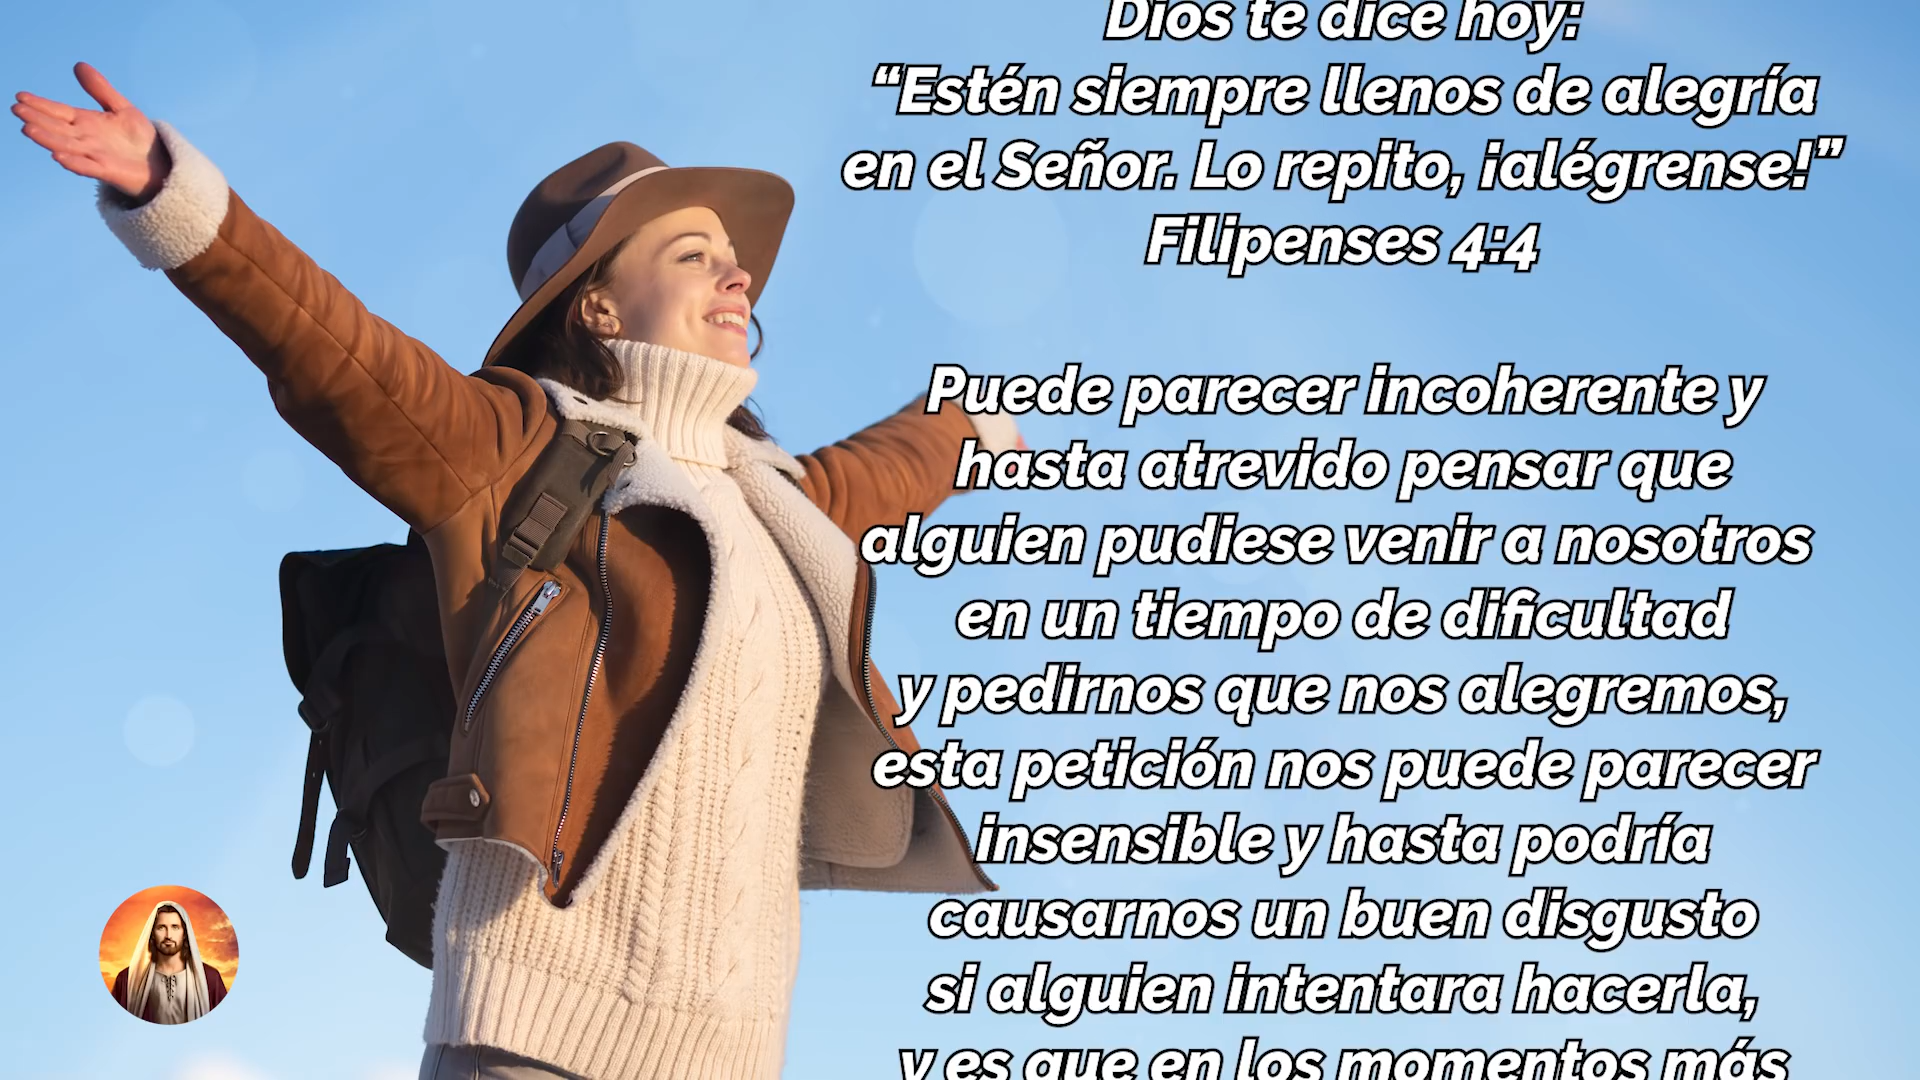 Dios te dice hoy:
“Estén siempre llenos de alegría
en el Señor. Lo repito, ¡alégrense!”
Filipenses 4:4
Puede parecer incoherente y
hasta atrevido pensar que
alguien pudiese venir a nosotros
en un tiempo de dificultad
y pedirnos que nos alegremos,
esta petición nos puede parecer
insensible y hasta podría
causarnos un buen disgusto
si alguien intentara hacerla,
y es que en los momentos más